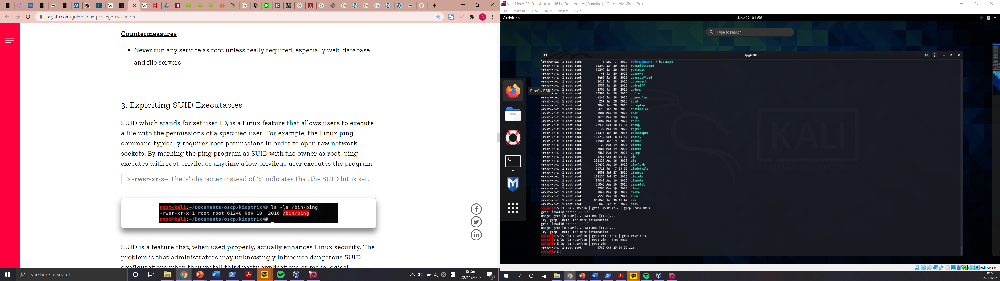 payatu.com/guide-linux-privilege-escalation
S
Countermeasures
• Never run any service as root unless really required, especially web, database
and file servers.
3. Exploiting SUID Executables
SUID which stands for set user ID, is a Linux feature that allows users to execute
a file with the permissions of a specified user. For example, the Linux ping
command typically requires root permissions in order to open raw network
sockets. By marking the ping program as SUID with the owner as root, ping
executes with root privileges anytime a low privilege user executes the program.
> -rwsr-xr-x– The ‘s’ character instead of ‘x’ indicates that the SUID bit is set.
root@kali:~/Documents/oscp/kioptrix4# ls -la /bin/ping
-rwsr-xr-x 1 root root 61240 Nov 10  2016 /bin/ping
root@kali:~/Documents/oscp/kioptrix4#
SUID is a feature that, when used properly, actually enhances Linux security. The
problem is that administrators may unknowingly introduce dangerous SUID
configurations when they install third party applications or make logical
Type here to search
06:56
22/11/2020
Kali-Linux-2019.1-vbox-amd64 (after update) [Running] - Oracle VM VirtualBox
File Machine View Input Devices Help
Activities
Nov 22 01:56
Type to search
Firefox ESR
sp@kali: ~
lrwxrwxrwx 1 root root 8 Nov 7 2019 ypdomainname -> hostname
-rwxr-xr-x 1 root root 10392 Jan 30 2016 yuvsplittoppm
-rwxr-xr-x 1 root root 10392 Jan 30 2016 yuvtoppm
-rwxr-xr-x 1 root root 48 Jan 20 2020 zaproxy
-rwxr-xr-x 1 root root 5465 Jan 28 2016 zbassocflood
-rwxr-xr-x 1 root root 2011 Jan 28 2016 zbconvert
-rwxr-xr-x 1 root root 3757 Jan 28 2016 zbdsniff
xr-x 1 root root 2702 Jan 28 2016 zbdump
xr-x 1 root root 37382 Jan 28 2016 zbfind
-rwxr-xr-x 1 root root 4143 Jan 28 2016 zbgoodfind
-rwxr-xr-x 1 root root 254 Jan 28 2016 zbid
-rwxr-xr-x 1 root root 2843 Jan 28 2016 zbreplay
-rwxr-xr-x 1 root root 6616 Jan 28 2016 zbstumbler
-rwxr-xr-x 1 root root 1984 Mar 19 2020 zcat
-rwxr-xr-x 1 root root 1678 Mar 19 2020 zcmp
-rwxr-xr-x 1 root root 5880 Mar 19 2020 zdiff
-rwxr-xr-x 1 root root 22936 Oct 10 15:54 zdump
-rwxr-xr-x 1 root root 29 Mar 19 2020 zegrep
-rwxr-xr-x 1 root root 10376 Jan 30 2016 zeisstopnm
-rwxr-xr-x 1 root root 131712 Oct 8 15:47 zenity
-rwxr-xr-x 1 root root 11904 Jan 9 2019 zenmap
-rwxr-xr-x 1 root root 29 Mar 19 2020 zfgrep
-rwxr-xr-x 1 root root 2081 Mar 19 2020 zforce
-rwxr-xr-x 1 root root 7585 Mar 19 2020 zgrep
-rwxr-xr-x 1 root root 3786 Oct 25 09:59 zim
-rwxr-xr-x 1 root root 213136 Aug 16 2015 zip
-rwxr-xr-x 1 root root 90432 Aug 16 2015 zipcloak
-rwxr-xr-x 1 root root 50718 Jun 7 03:56 zipdetails
-rwxr-xr-x 1 root root 2953 Jul 27 2019 zipgrep
-rwxr-xr-x 2 root root 183136 Jul 27 2019 zipinfo
-rwxr-xr-x 1 root root 86048 Aug 16 2015 zipnote
-rwxr-xr-x 1 root root 86048 Aug 16 2015 zipsplit
-rwxr-xr-x 1 root root 2206 Mar 19 2020 zless
-rwxr-xr-x 1 root root 1842 Mar 19 2020 zmore
-rwxr-xr-x 1 root root 4553 Mar 19 2020 znew
-rwxr-xr-x 1 root root 865848 Jun 30 11:42 zsh
-rwxr-xr-x 1 root root 843 Feb 21 2020 zsh5
sp@kali:~$ ls -la /usr/bin | grep -rwxr-xr-x | grep -rwsr-xr-x
grep: invalid option -- '-'
Usage: grep [OPTION]... PATTERNS [FILE]...
Try 'grep --help' for more information.
grep: invalid option -- '-'
Usage: grep [OPTION]... PATTERNS [FILE]...
Try 'grep --help' for more information.
sp@kali:~$ ls -la /usr/bin | grep rwxr-xr-x | grep rwsr-xr-x
sp@kali:~$ ls -la /usr/bin | grep zim | grep nmap
sp@kali:~$ ls -la /usr/bin | grep zim
-rwxr-xr-x 1 root root 3786 Oct 25 09:59 zim
sp@kali:~$
KALI
BY OFFENSIVE SECURITY
Right Control
06:56
22/11/2020